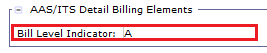 AAS/ITS Detail Billing Elements
Bill Level Indicator: A